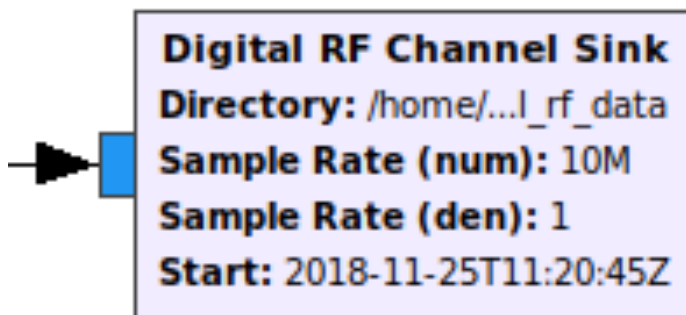 Digital RF Channel Sink
Directory: /home/...l_rf_data
Sample Rate (num): 10M
Sample Rate (den): 1
Start: 2018-11-25T11:20:45Z